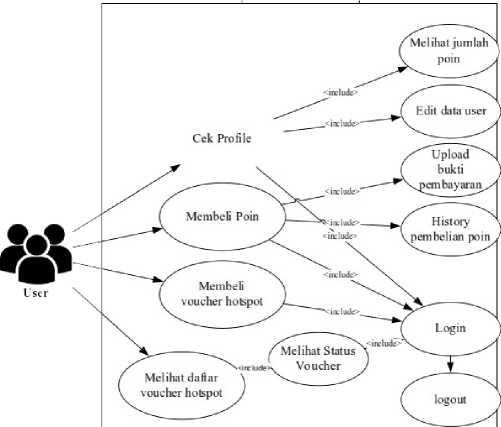 Melihat jumlah
poin
<include>
Edit data user
<include>
Cek Profile
Upload
bukti
pembayaran
<include>
Membeli Poin
<include>
History
pembelian poin
<include>
User
Membeli
voucher hotspot
<include>
<include>
Login
Melihat Status
Voucher
<include>
<include>
Melihat daftar
voucher hotspot
logout